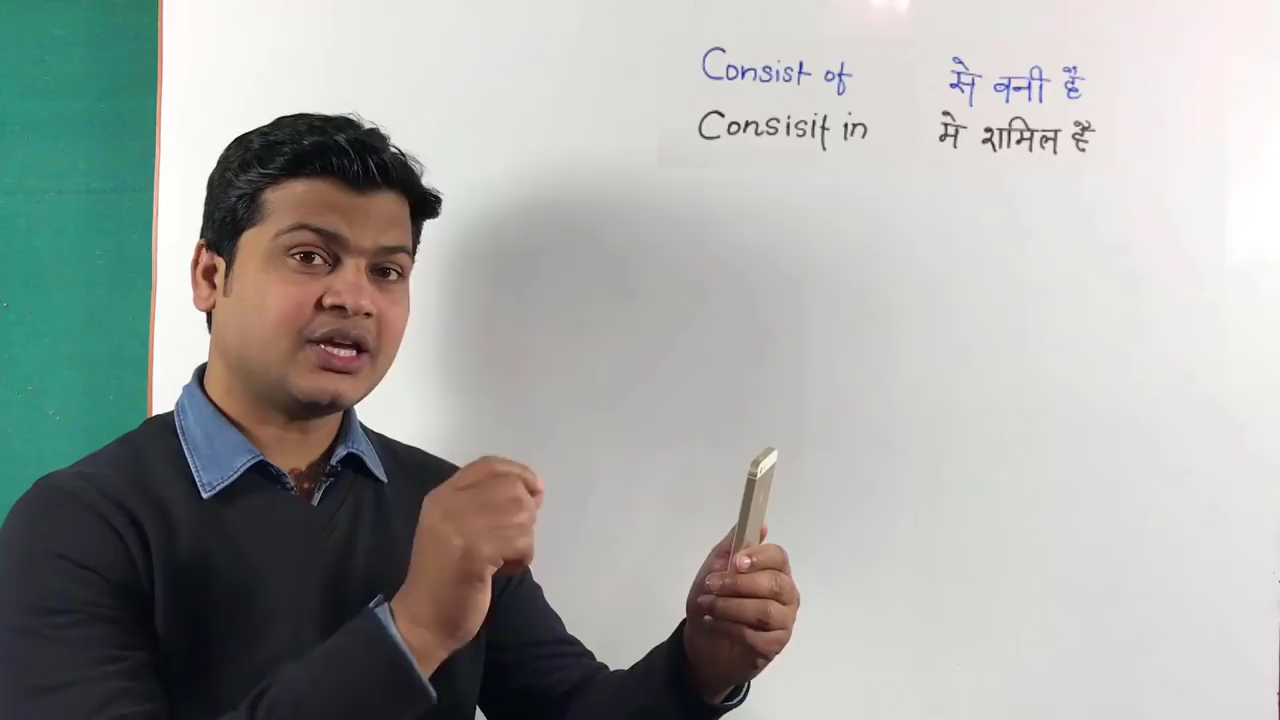 Consist of से बनी है
Consisit in मे शामिल है